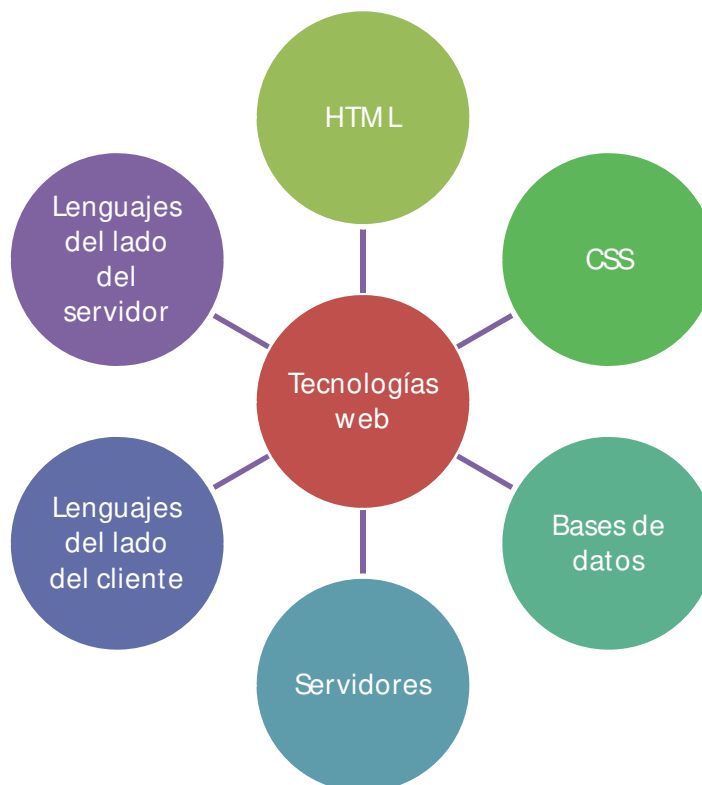 HTML
CSS
Bases de
datos
Servidores
Lenguajes
del lado
del cliente
Lenguajes
del lado
del
servidor
Tecnologías
web